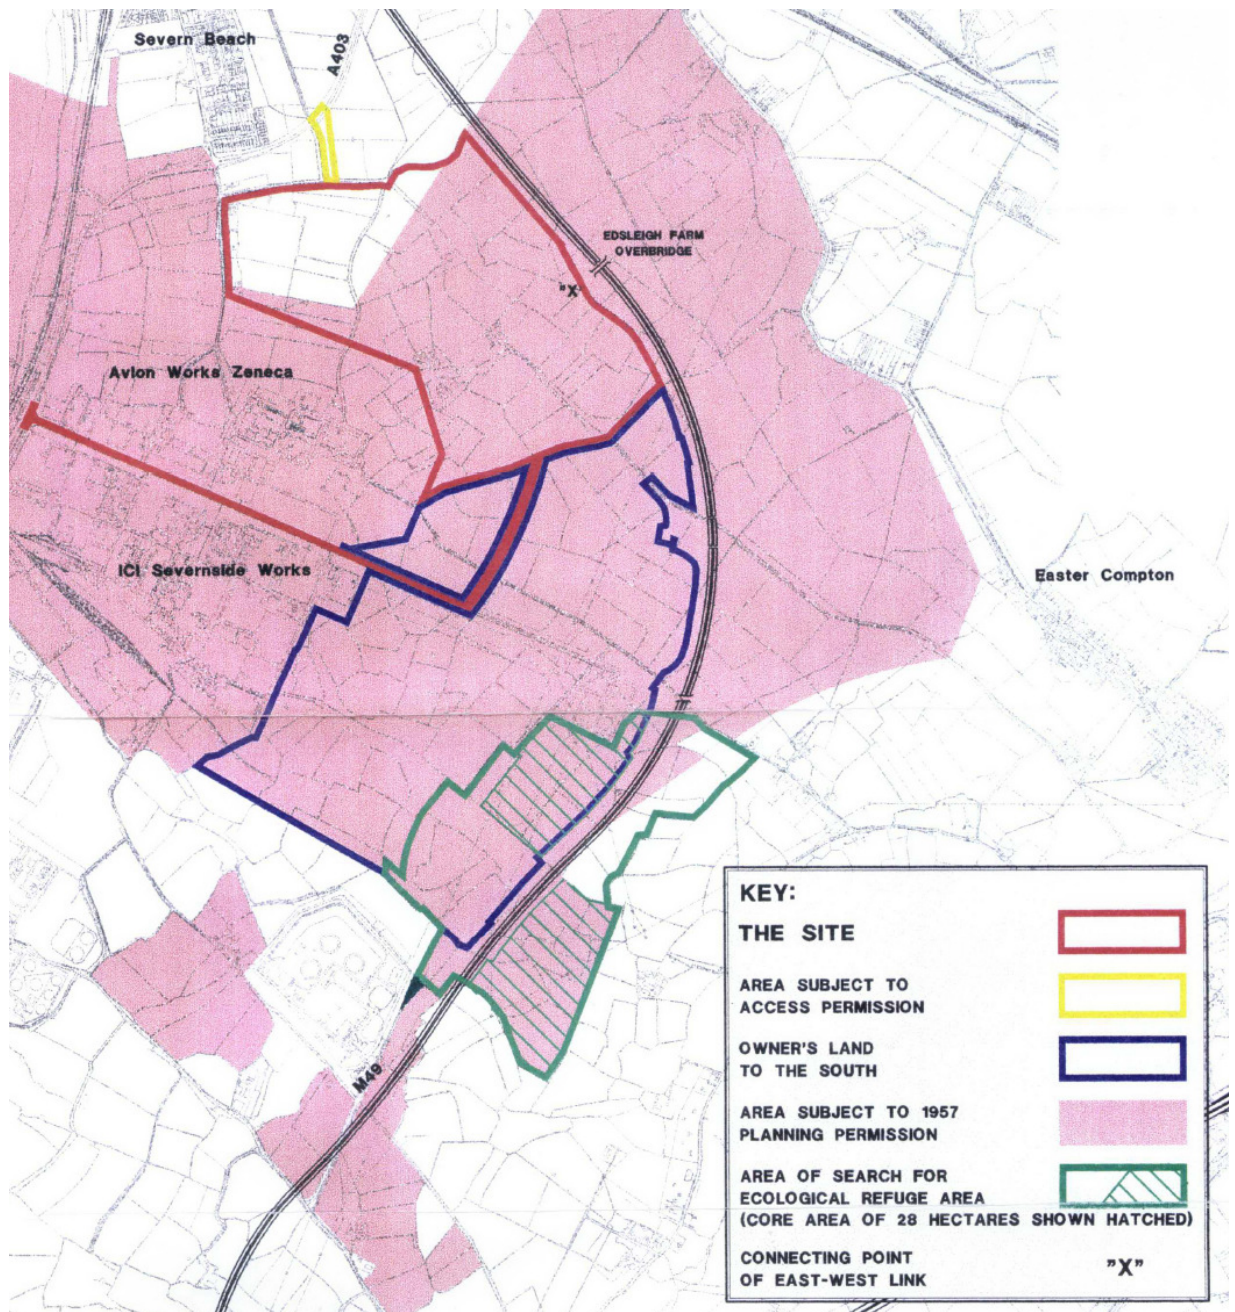 Severn Beach
A403
EDSLEIGH FARM
OVERBRIDGE
"X"
Avlon Works Zeneca
ICI Severnside Works
Easter Compton
M49
KEY:
THE SITE
AREA SUBJECT TO
ACCESS PERMISSION
OWNER'S LAND
TO THE SOUTH
AREA SUBJECT TO 1957
PLANNING PERMISSION
AREA OF SEARCH FOR
ECOLOGICAL REFUGE AREA
(CORE AREA OF 28 HECTARES SHOWN HATCHED)
CONNECTING POINT
OF EAST-WEST LINK
"X"